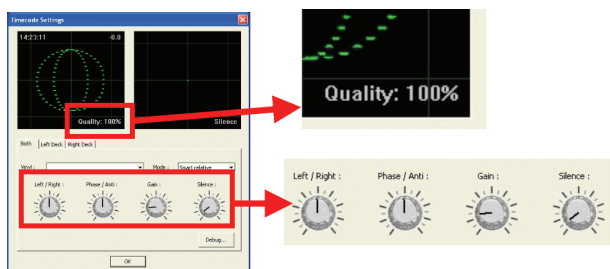 Timecode Settings
14:23:11 -0.0
Quality: 100%
Silence
Both Left Deck Right Deck
Vinyl : Mode : Smart relative
Left / Right : Phase / Anti : Gain : Silence :
Debug...
OK
Quality: 100%
Left / Right : Phase / Anti : Gain : Silence :